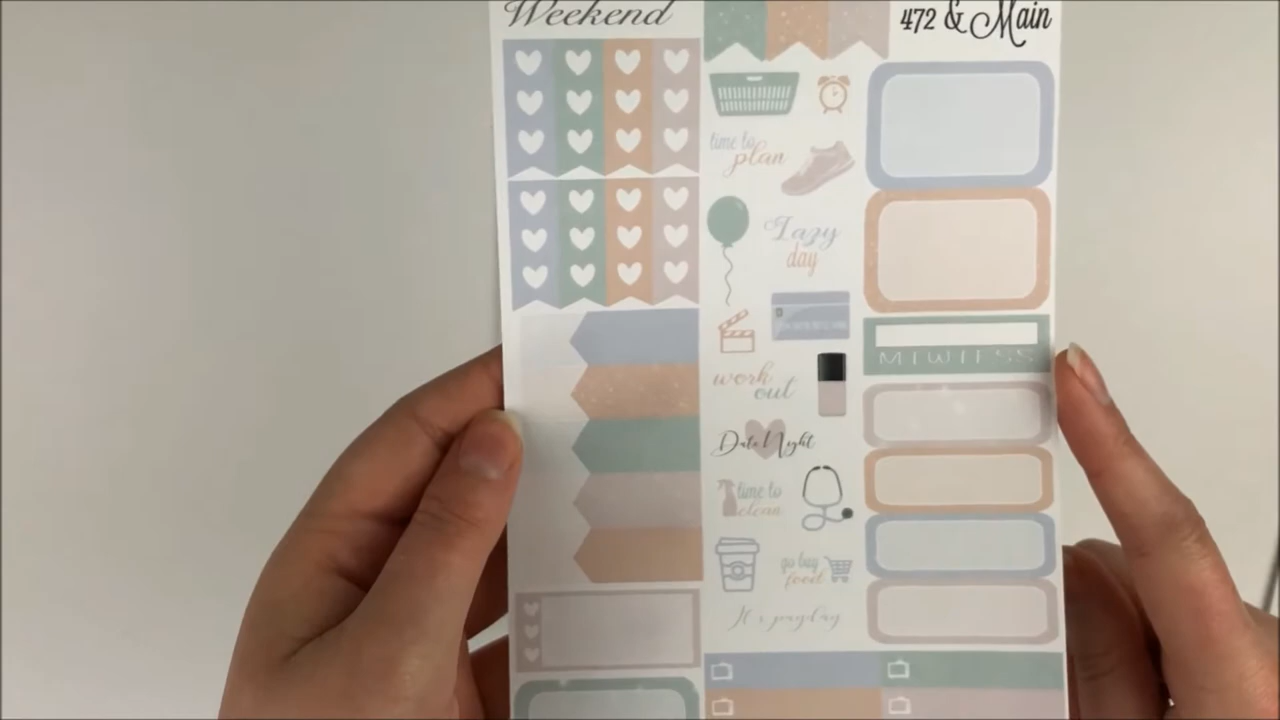 Weekend
472 & Main
time to
plan
Lazy
day
work
out
Date Night
time to
clean
go buy
food
It's payday
M T W T F S S